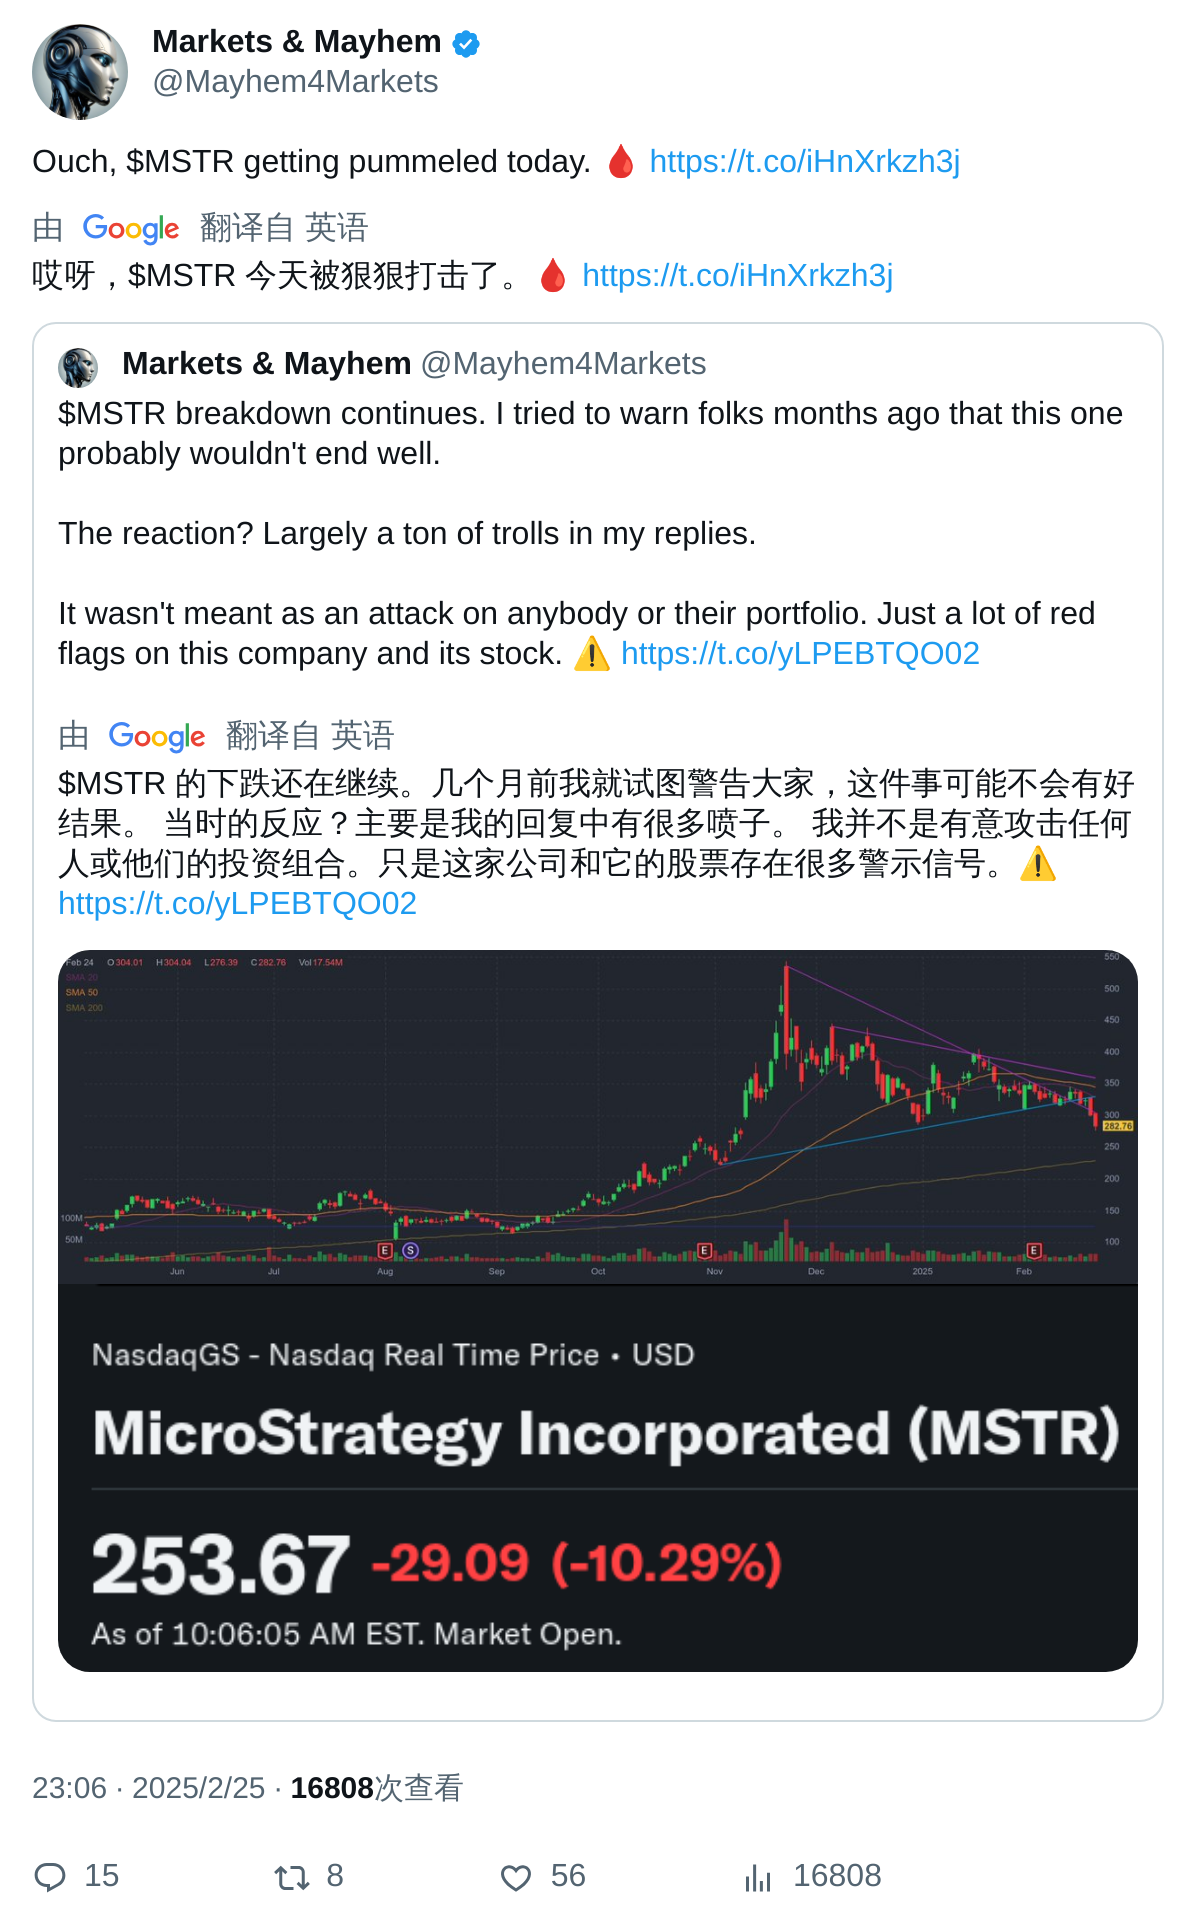 Markets & Mayhem
@Mayhem4Markets
Ouch, $MSTR getting pummeled today. 🩸 https://t.co/iHnXrkzh3j
由 Google 翻译自 英语
哎呀，$MSTR 今天被狠狠打击了。🩸 https://t.co/iHnXrkzh3j
Markets & Mayhem @Mayhem4Markets
$MSTR breakdown continues. I tried to warn folks months ago that this one
probably wouldn't end well.
The reaction? Largely a ton of trolls in my replies.
It wasn't meant as an attack on anybody or their portfolio. Just a lot of red
flags on this company and its stock. ⚠️ https://t.co/yLPEBTQO02
由 Google 翻译自 英语
$MSTR 的下跌还在继续。几个月前我就试图警告大家，这件事可能不会有好
结果。 当时的反应？主要是我的回复中有很多喷子。 我并不是有意攻击任何
人或他们的投资组合。只是这家公司和它的股票存在很多警示信号。⚠️
https://t.co/yLPEBTQO02
Feb 24 O304.01 H304.04 L276.39 C282.76 Vol17.54M
SMA 20
SMA 50
SMA 200
550
500
450
400
350
300
282.76
250
200
150
100
100M
50M
E S E E
Jun Jul Aug Sep Oct Nov Dec 2025 Feb
NasdaqGS - Nasdaq Real Time Price • USD
MicroStrategy Incorporated (MSTR)
253.67 -29.09 (-10.29%)
As of 10:06:05 AM EST. Market Open.
23:06 · 2025/2/25 · 16808次查看
15 8 56 16808